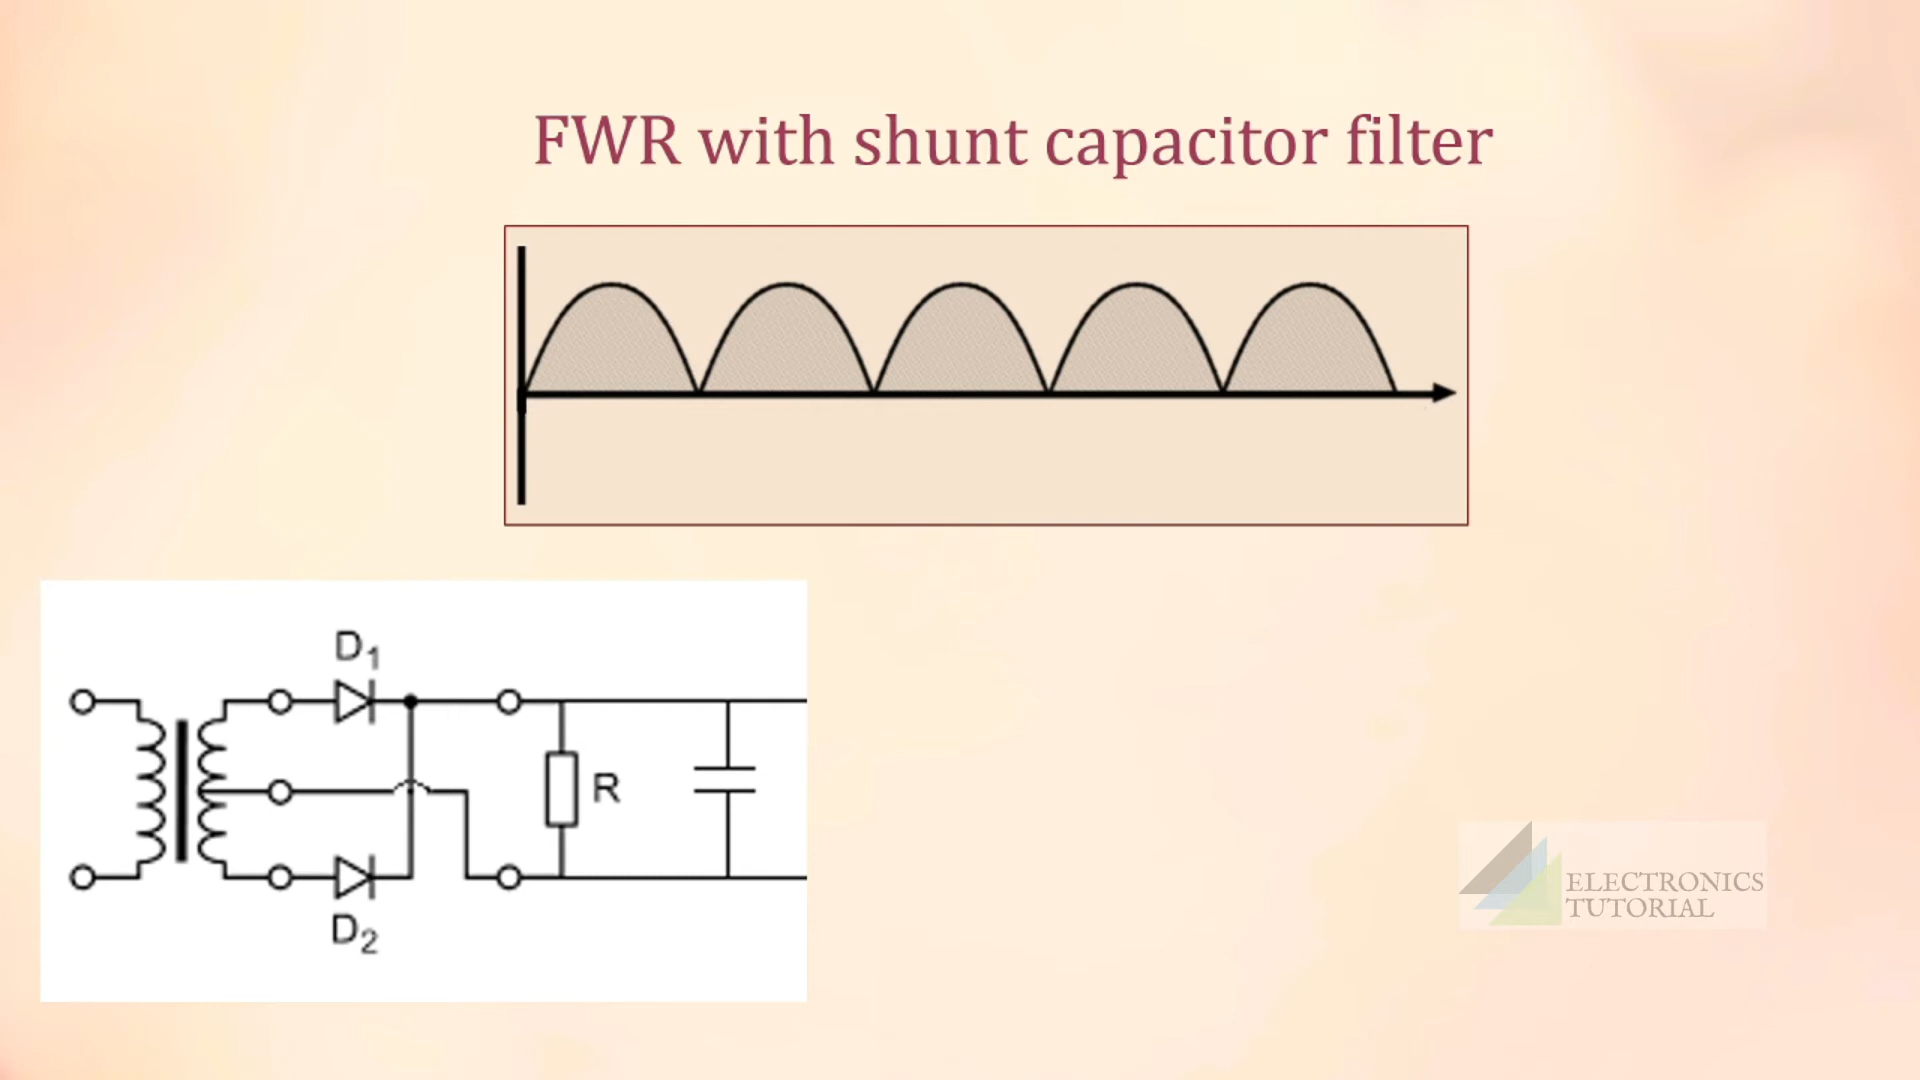 FWR with shunt capacitor filter
D1
R
D2
ELECTRONICS
TUTORIAL